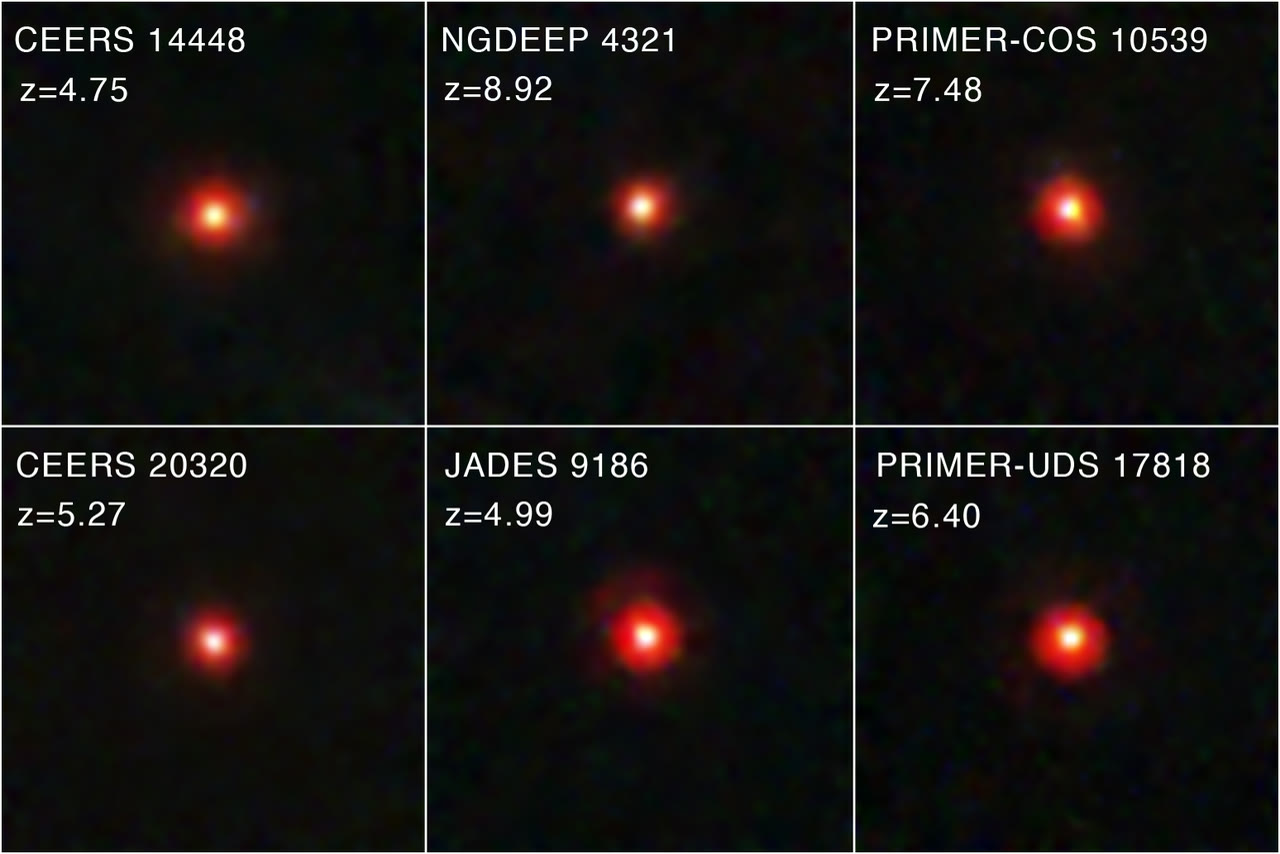 CEERS 14448
z=4.75
NGDEEP 4321
z=8.92
PRIMER-COS 10539
z=7.48
CEERS 20320
z=5.27
JADES 9186
z=4.99
PRIMER-UDS 17818
z=6.40